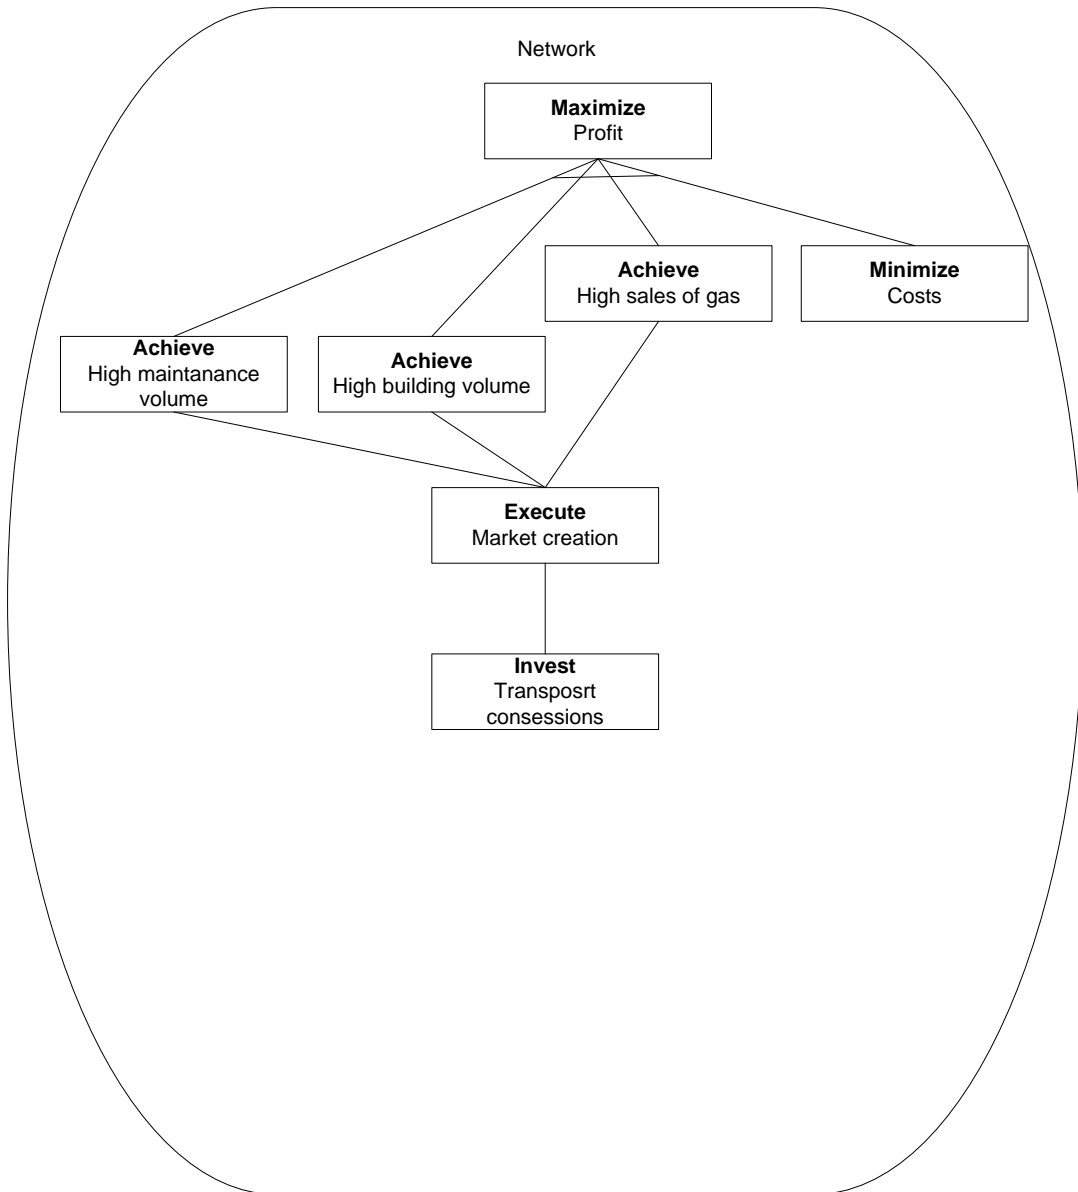 Network
Maximize
Profit
Achieve
High sales of gas
Minimize
Costs
Achieve
High maintanance
volume
Achieve
High building volume
Execute
Market creation
Invest
Transposrt
consessions